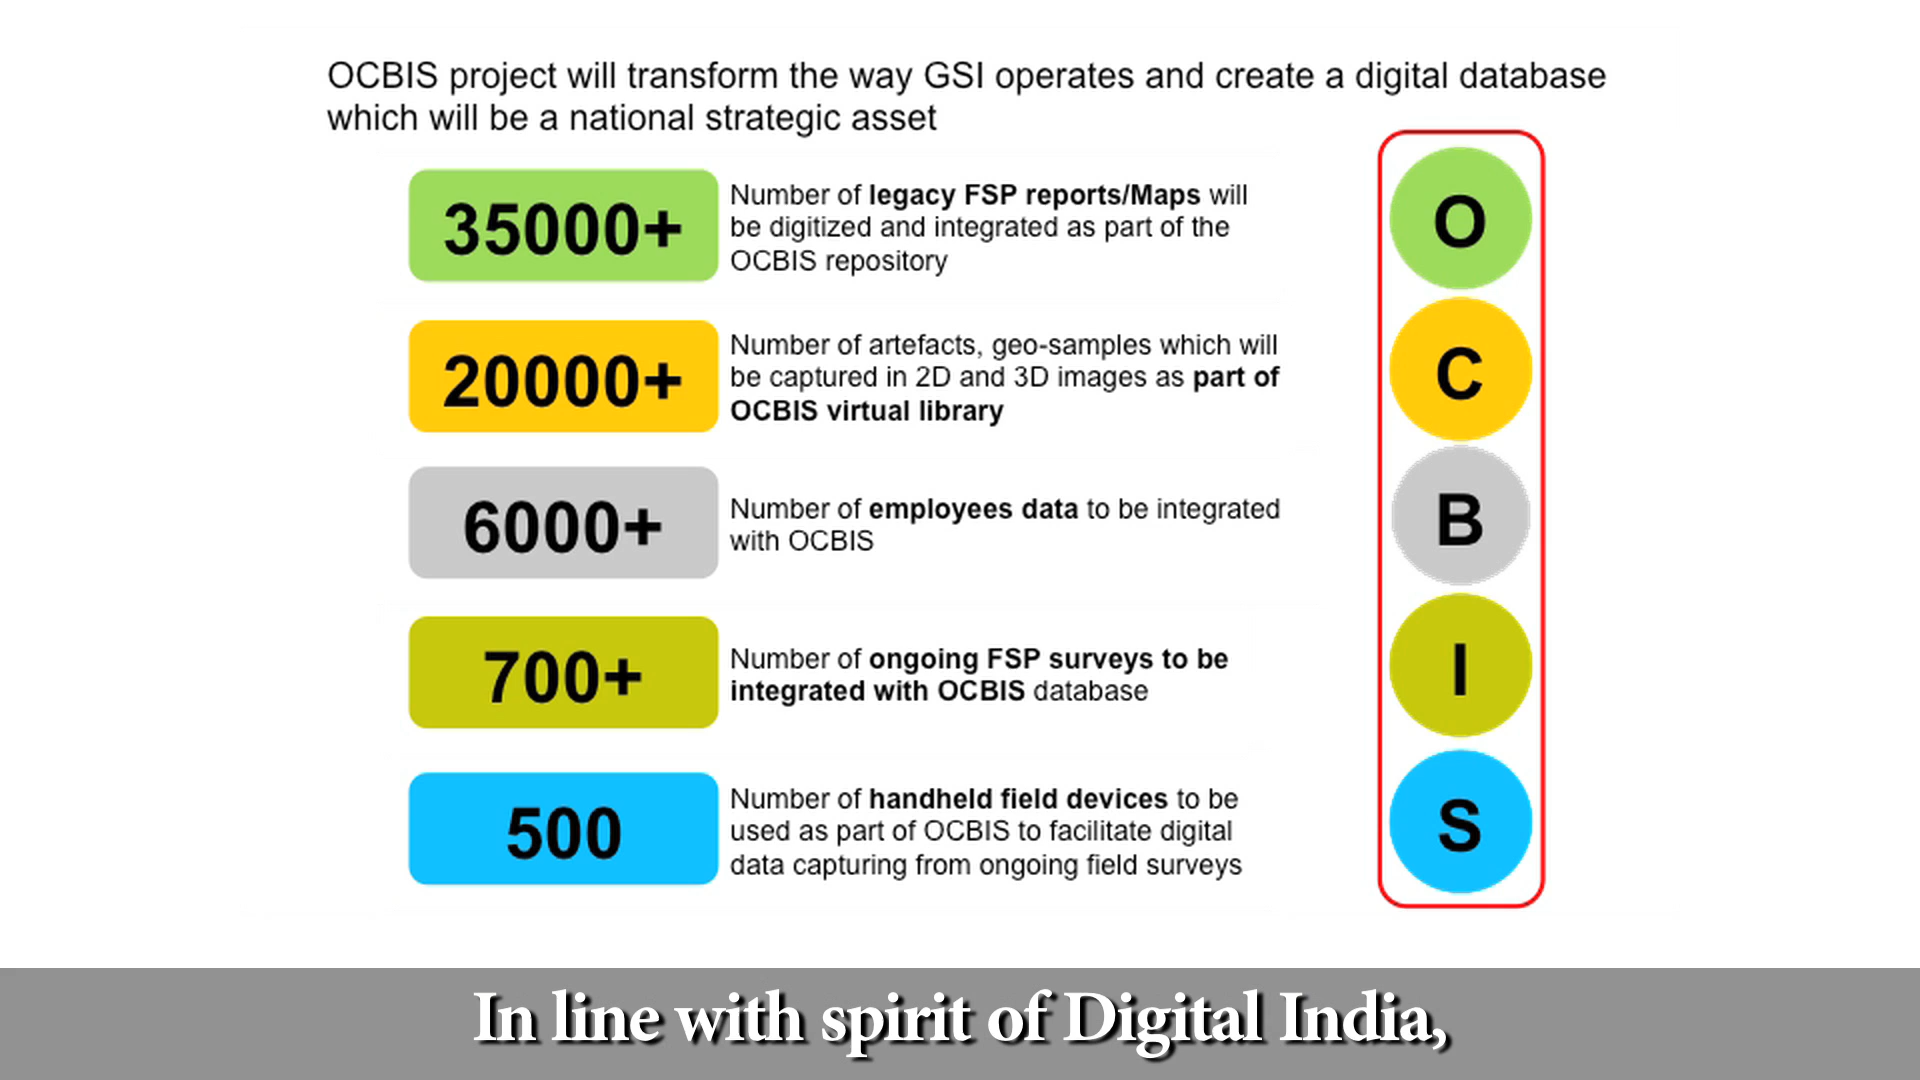 OCBIS project will transform the way GSI operates and create a digital database
which will be a national strategic asset
35000+
Number of legacy FSP reports/Maps will
be digitized and integrated as part of the
OCBIS repository
20000+
Number of artefacts, geo-samples which will
be captured in 2D and 3D images as part of
OCBIS virtual library
6000+
Number of employees data to be integrated
with OCBIS
700+
Number of ongoing FSP surveys to be
integrated with OCBIS database
500
Number of handheld field devices to be
used as part of OCBIS to facilitate digital
data capturing from ongoing field surveys
O
C
B
I
S
In line with spirit of Digital India,